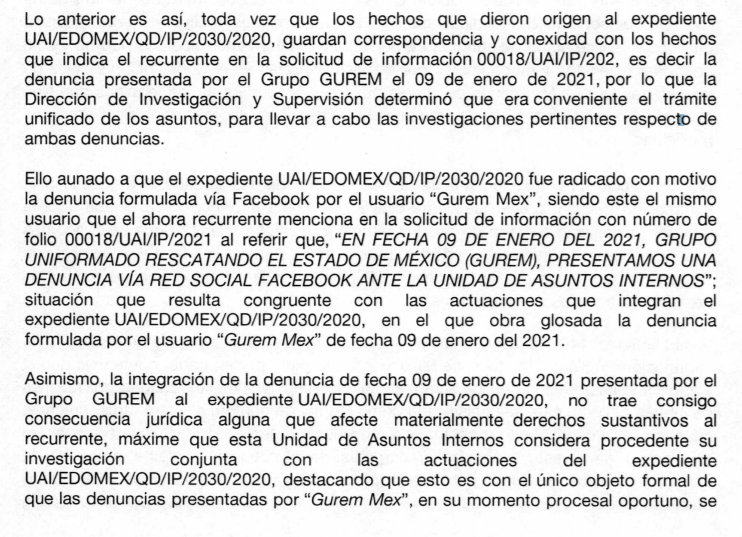 Lo anterior es así, toda vez que los hechos que dieron origen al expediente
UAI/EDOMEX/QD/IP/2030/2020, guardan correspondencia y conexidad con los hechos
que indica el recurrente en la solicitud de información 00018/UAI/IP/202, es decir la
denuncia presentada por el Grupo GUREM el 09 de enero de 2021, por lo que la
Dirección de Investigación y Supervisión determinó que era conveniente el trámite
unificado de los asuntos, para llevar a cabo las investigaciones pertinentes respecto de
ambas denuncias.
Ello aunado a que el expediente UAI/EDOMEX/QD/IP/2030/2020 fue radicado con motivo
la denuncia formulada vía Facebook por el usuario “Gurem Mex”, siendo este el mismo
usuario que el ahora recurrente menciona en la solicitud de información con número de
folio 00018/UAI/IP/2021 al referir que, “EN FECHA 09 DE ENERO DEL 2021, GRUPO
UNIFORMADO RESCATANDO EL ESTADO DE MÉXICO (GUREM), PRESENTAMOS UNA
DENUNCIA VÍA RED SOCIAL FACEBOOK ANTE LA UNIDAD DE ASUNTOS INTERNOS”;
situación que resulta congruente con las actuaciones que integran el
expediente UAI/EDOMEX/QD/IP/2030/2020, en el que obra glosada la denuncia
formulada por el usuario “Gurem Mex” de fecha 09 de enero del 2021.
Asimismo, la integración de la denuncia de fecha 09 de enero de 2021 presentada por el
Grupo GUREM al expediente UAI/EDOMEX/QD/IP/2030/2020, no trae consigo
consecuencia jurídica alguna que afecte materialmente derechos sustantivos al
recurrente, máxime que esta Unidad de Asuntos Internos considera procedente su
investigación conjunta con las actuaciones del expediente
UAI/EDOMEX/QD/IP/2030/2020, destacando que esto es con el único objeto formal de
que las denuncias presentadas por “Gurem Mex”, en su momento procesal oportuno, se